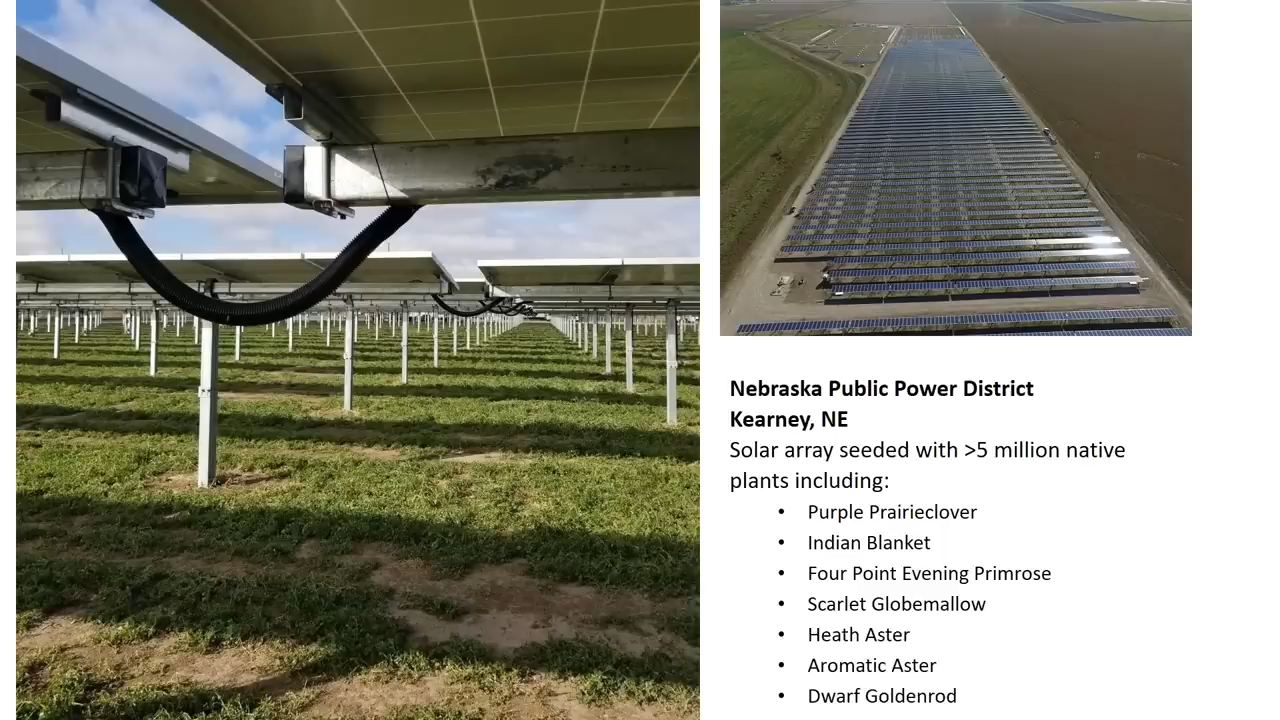 Nebraska Public Power District
Kearney, NE
Solar array seeded with >5 million native
plants including:
• Purple Prairieclover
• Indian Blanket
• Four Point Evening Primrose
• Scarlet Globemallow
• Heath Aster
• Aromatic Aster
• Dwarf Goldenrod